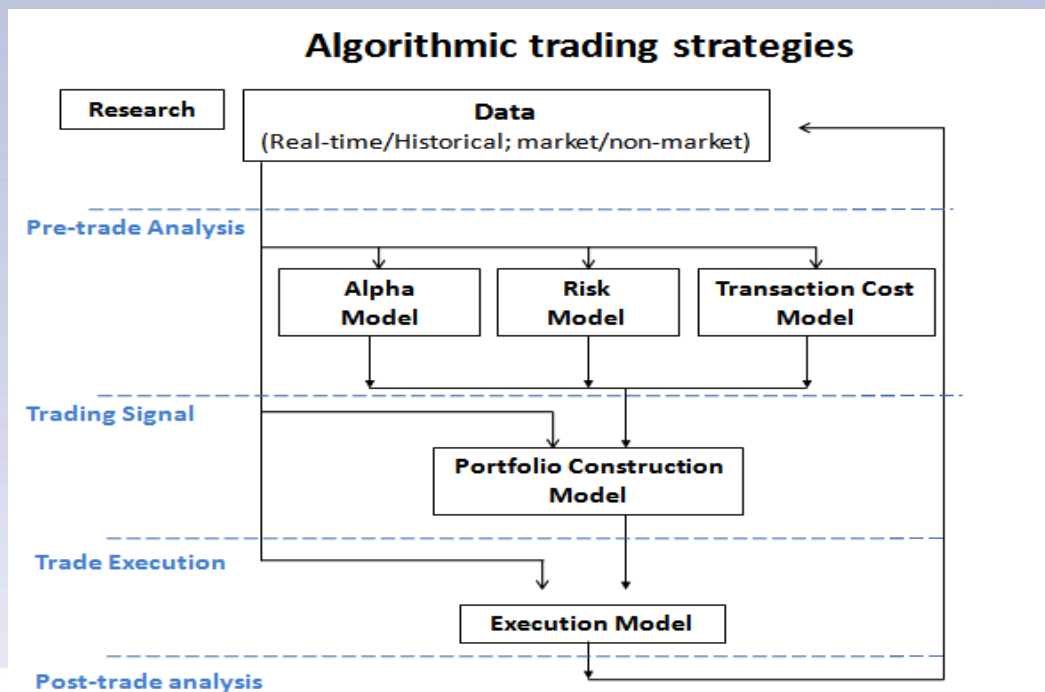 Algorithmic trading strategies
Research
Data
(Real-time/Historical; market/non-market)
Pre-trade Analysis
Alpha
Model
Risk
Model
Transaction Cost
Model
Trading Signal
Portfolio Construction
Model
Trade Execution
Execution Model
Post-trade analysis